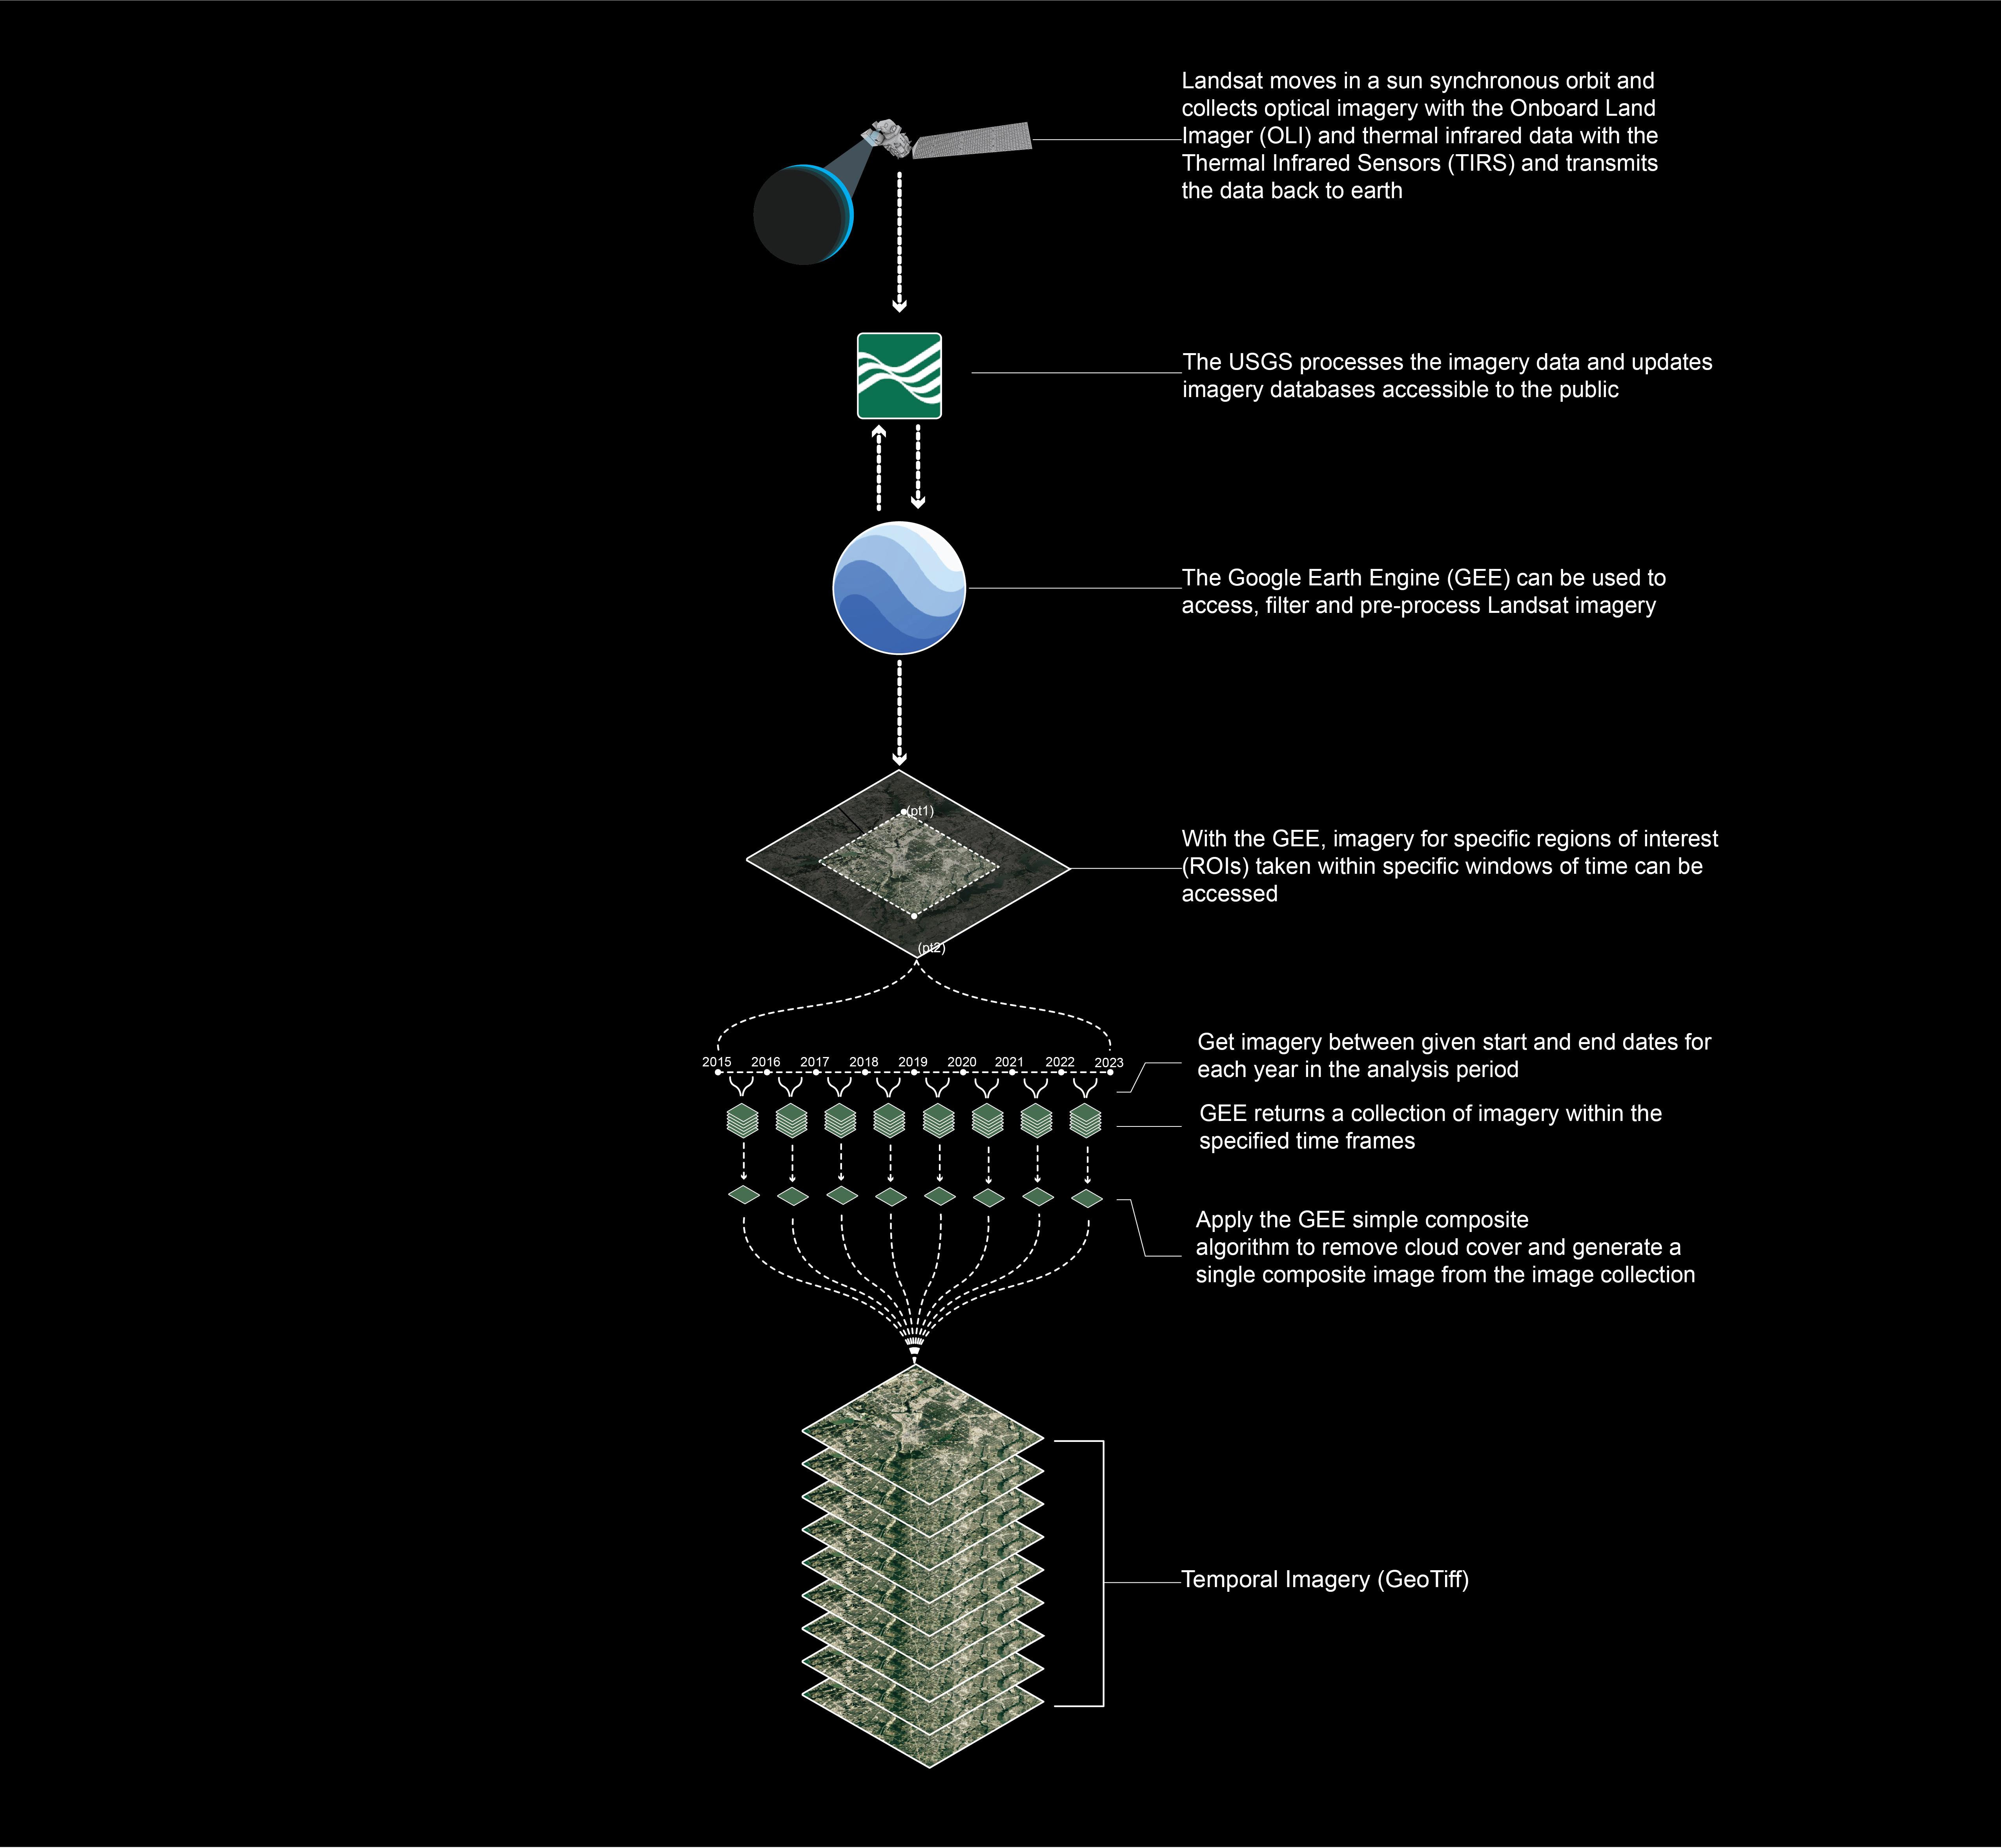 Landsat moves in a sun synchronous orbit and
collects optical imagery with the Onboard Land
Imager (OLI) and thermal infrared data with the
Thermal Infrared Sensors (TIRS) and transmits
the data back to earth
The USGS processes the imagery data and updates
imagery databases accessible to the public
The Google Earth Engine (GEE) can be used to
access, filter and pre-process Landsat imagery
(pt1)
With the GEE, imagery for specific regions of interest
(ROIs) taken within specific windows of time can be
accessed
(pt2)
2015 2016 2017 2018 2019 2020 2021 2022 2023
Get imagery between given start and end dates for
each year in the analysis period
GEE returns a collection of imagery within the
specified time frames
Apply the GEE simple composite
algorithm to remove cloud cover and generate a
single composite image from the image collection
Temporal Imagery (GeoTiff)